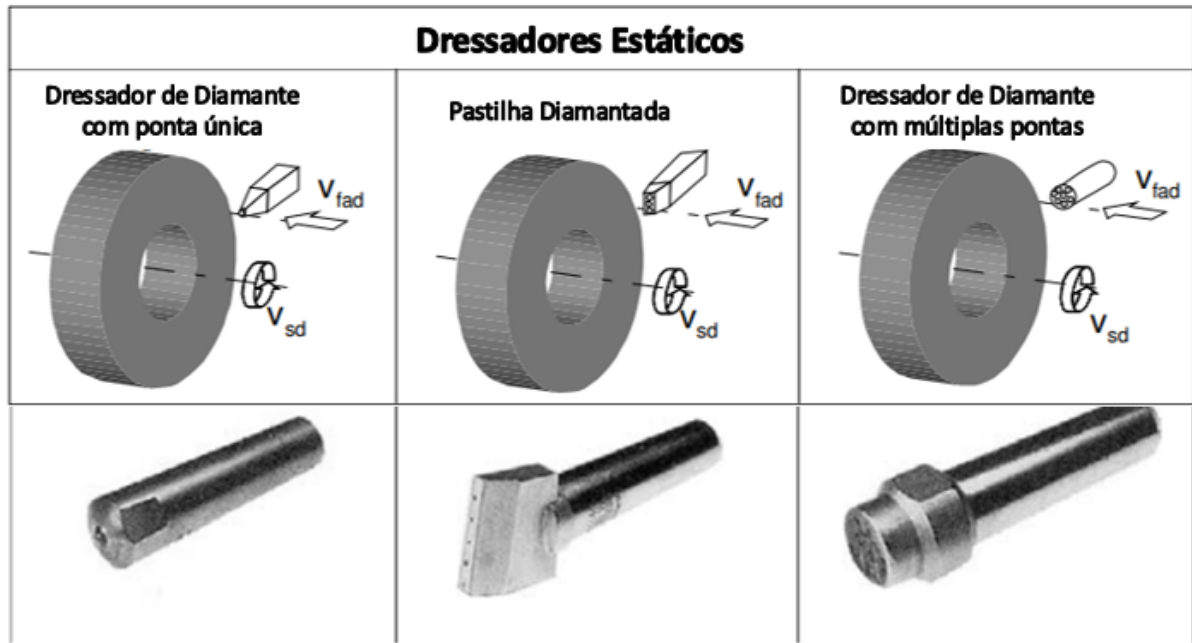 Dressadores Estáticos
Dressador de Diamante
com ponta única
V fad
V sd
Pastilha Diamantada
V fad
V sd
Dressador de Diamante
com múltiplas pontas
V fad
V sd